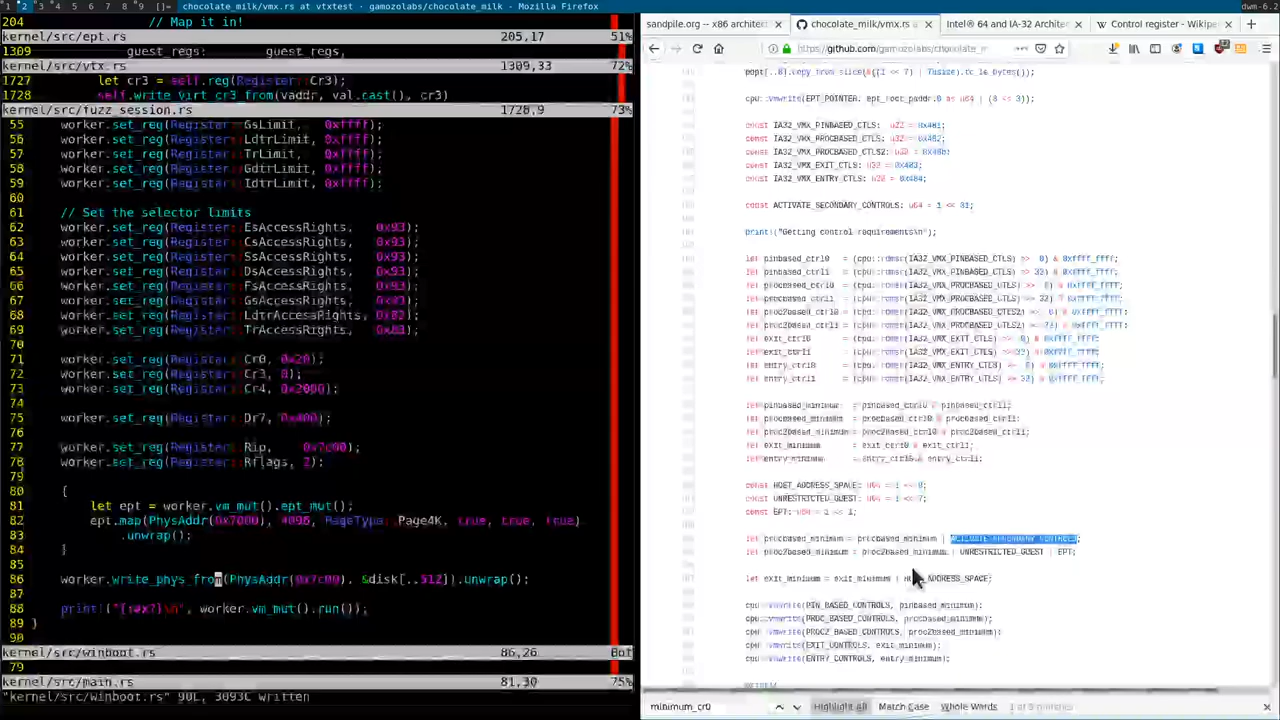 1 2 3 4 5 6 7 8 9 []= chocolate_milk/vmx.rs at vtxtest · gamozolabs/chocolate_milk - Mozilla Firefox
dwm-6.2
204 // Map it in!
kernel/src/ept.rs 205,17 51%
1309 guest_regs: guest_regs,
kernel/src/vtx.rs 1309,33 72%
1727 let cr3 = self.reg(Register::Cr3);
1728 self.write_virt_cr3_from(vaddr, val.cast(), cr3)
kernel/src/fuzz_session.rs 1728,9 73%
55 worker.set_reg(Register::GsLimit, 0xffff);
56 worker.set_reg(Register::LdtrLimit, 0xffff);
57 worker.set_reg(Register::TrLimit, 0xffff);
58 worker.set_reg(Register::GdtrLimit, 0xffff);
59 worker.set_reg(Register::IdtrLimit, 0xffff);
60
61 // Set the selector limits
62 worker.set_reg(Register::EsAccessRights, 0x93);
63 worker.set_reg(Register::CsAccessRights, 0x93);
64 worker.set_reg(Register::SsAccessRights, 0x93);
65 worker.set_reg(Register::DsAccessRights, 0x93);
66 worker.set_reg(Register::FsAccessRights, 0x93);
67 worker.set_reg(Register::GsAccessRights, 0x93);
68 worker.set_reg(Register::LdtrAccessRights, 0x82);
69 worker.set_reg(Register::TrAccessRights, 0x83);
70
71 worker.set_reg(Register::Cr0, 0x20);
72 worker.set_reg(Register::Cr3, 0);
73 worker.set_reg(Register::Cr4, 0x2000);
74
75 worker.set_reg(Register::Dr7, 0x400);
76
77 worker.set_reg(Register::Rip, 0x7c00);
78 worker.set_reg(Register::Rflags, 2);
79
80 {
81 let ept = worker.vm_mut().ept_mut();
82 ept.map(PhysAddr(0x7000), 4096, PageType::Page4K, true, true, true)
83 .unwrap();
84 }
85
86 worker.write_phys_from(PhysAddr(0x7c00), &disk[..512]).unwrap();
87
88 print!("{:#x?}\n", worker.vm_mut().run());
89 }
90
kernel/src/winboot.rs 86,26 Bot
79
kernel/src/main.rs 81,30 75%
"kernel/src/winboot.rs" 90L, 3093C written
sandpile.org -- x86 architect
chocolate_milk/vmx.rs
Intel® 64 and IA-32 Architec
Control register - Wikipe
https://github.com/gamozolabs/chocolate_m
cpu::vmwrite(EPT_POINTER, ept_root_paddr.0 as u64 | (3 << 3));
const IA32_VMX_PINBASED_CTLS: u32 = 0x481;
const IA32_VMX_PROCBASED_CTLS: u32 = 0x482;
const IA32_VMX_PROCBASED_CTLS2: u32 = 0x48b;
const IA32_VMX_EXIT_CTLS: u32 = 0x483;
const IA32_VMX_ENTRY_CTLS: u32 = 0x484;
const ACTIVATE_SECONDARY_CONTROLS: u64 = 1 << 31;
print!("Getting control requirements\n");
let pinbased_ctrl0 = (cpu::rdmsr(IA32_VMX_PINBASED_CTLS) >> 0) & 0xffff_ffff;
let pinbased_ctrl1 = (cpu::rdmsr(IA32_VMX_PINBASED_CTLS) >> 32) & 0xffff_ffff;
let procbased_ctrl0 = (cpu::rdmsr(IA32_VMX_PROCBASED_CTLS) >> 0) & 0xffff_ffff;
let procbased_ctrl1 = (cpu::rdmsr(IA32_VMX_PROCBASED_CTLS) >> 32) & 0xffff_ffff;
let proc2based_ctrl0 = (cpu::rdmsr(IA32_VMX_PROCBASED_CTLS2) >> 0) & 0xffff_ffff;
let proc2based_ctrl1 = (cpu::rdmsr(IA32_VMX_PROCBASED_CTLS2) >> 32) & 0xffff_ffff;
let exit_ctrl0 = (cpu::rdmsr(IA32_VMX_EXIT_CTLS) >> 0) & 0xffff_ffff;
let exit_ctrl1 = (cpu::rdmsr(IA32_VMX_EXIT_CTLS) >> 32) & 0xffff_ffff;
let entry_ctrl0 = (cpu::rdmsr(IA32_VMX_ENTRY_CTLS) >> 0) & 0xffff_ffff;
let entry_ctrl1 = (cpu::rdmsr(IA32_VMX_ENTRY_CTLS) >> 32) & 0xffff_ffff;
let pinbased_minimum = pinbased_ctrl0 & pinbased_ctrl1;
let procbased_minimum = procbased_ctrl0 & procbased_ctrl1;
let proc2based_minimum = proc2based_ctrl0 & proc2based_ctrl1;
let exit_minimum = exit_ctrl0 & exit_ctrl1;
let entry_minimum = entry_ctrl0 & entry_ctrl1;
const HOST_ADDRESS_SPACE: u64 = 1 << 9;
const UNRESTRICTED_GUEST: u64 = 1 << 7;
const EPT: u64 = 1 << 1;
let procbased_minimum = procbased_minimum | ACTIVATE_SECONDARY_CONTROLS;
let proc2based_minimum = proc2based_minimum | UNRESTRICTED_GUEST | EPT;
let exit_minimum = exit_minimum | HOST_ADDRESS_SPACE;
cpu::vmwrite(PIN_BASED_CONTROLS, pinbased_minimum);
cpu::vmwrite(PROC_BASED_CONTROLS, procbased_minimum);
cpu::vmwrite(PROC2_BASED_CONTROLS, proc2based_minimum);
cpu::vmwrite(EXIT_CONTROLS, exit_minimum);
cpu::vmwrite(ENTRY_CONTROLS, entry_minimum);
minimum_cr0 Highlight All Match Case Whole Words 1 of 5 matches